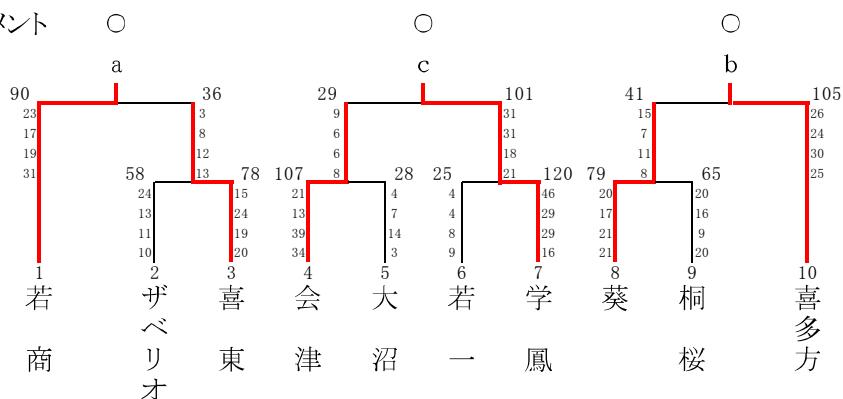 メント ○ ○ ○
a c b
90 36 29 101 41 105
23 3 9 31 15 26
17 8 6 31 7 24
19 12 6 18 11 30
31 13 8 21 8 25
58 78 107 28 25 120 79 65
24 15 21 4 4 46 20 20
13 24 13 7 4 29 17 16
11 19 39 14 8 29 21 9
10 20 34 3 9 16 21 20
1 2 3 4 5 6 7 8 9 10
若商
ザベリオ
喜東
会津
大沼
若一
学鳳
葵
桐桜
喜多方